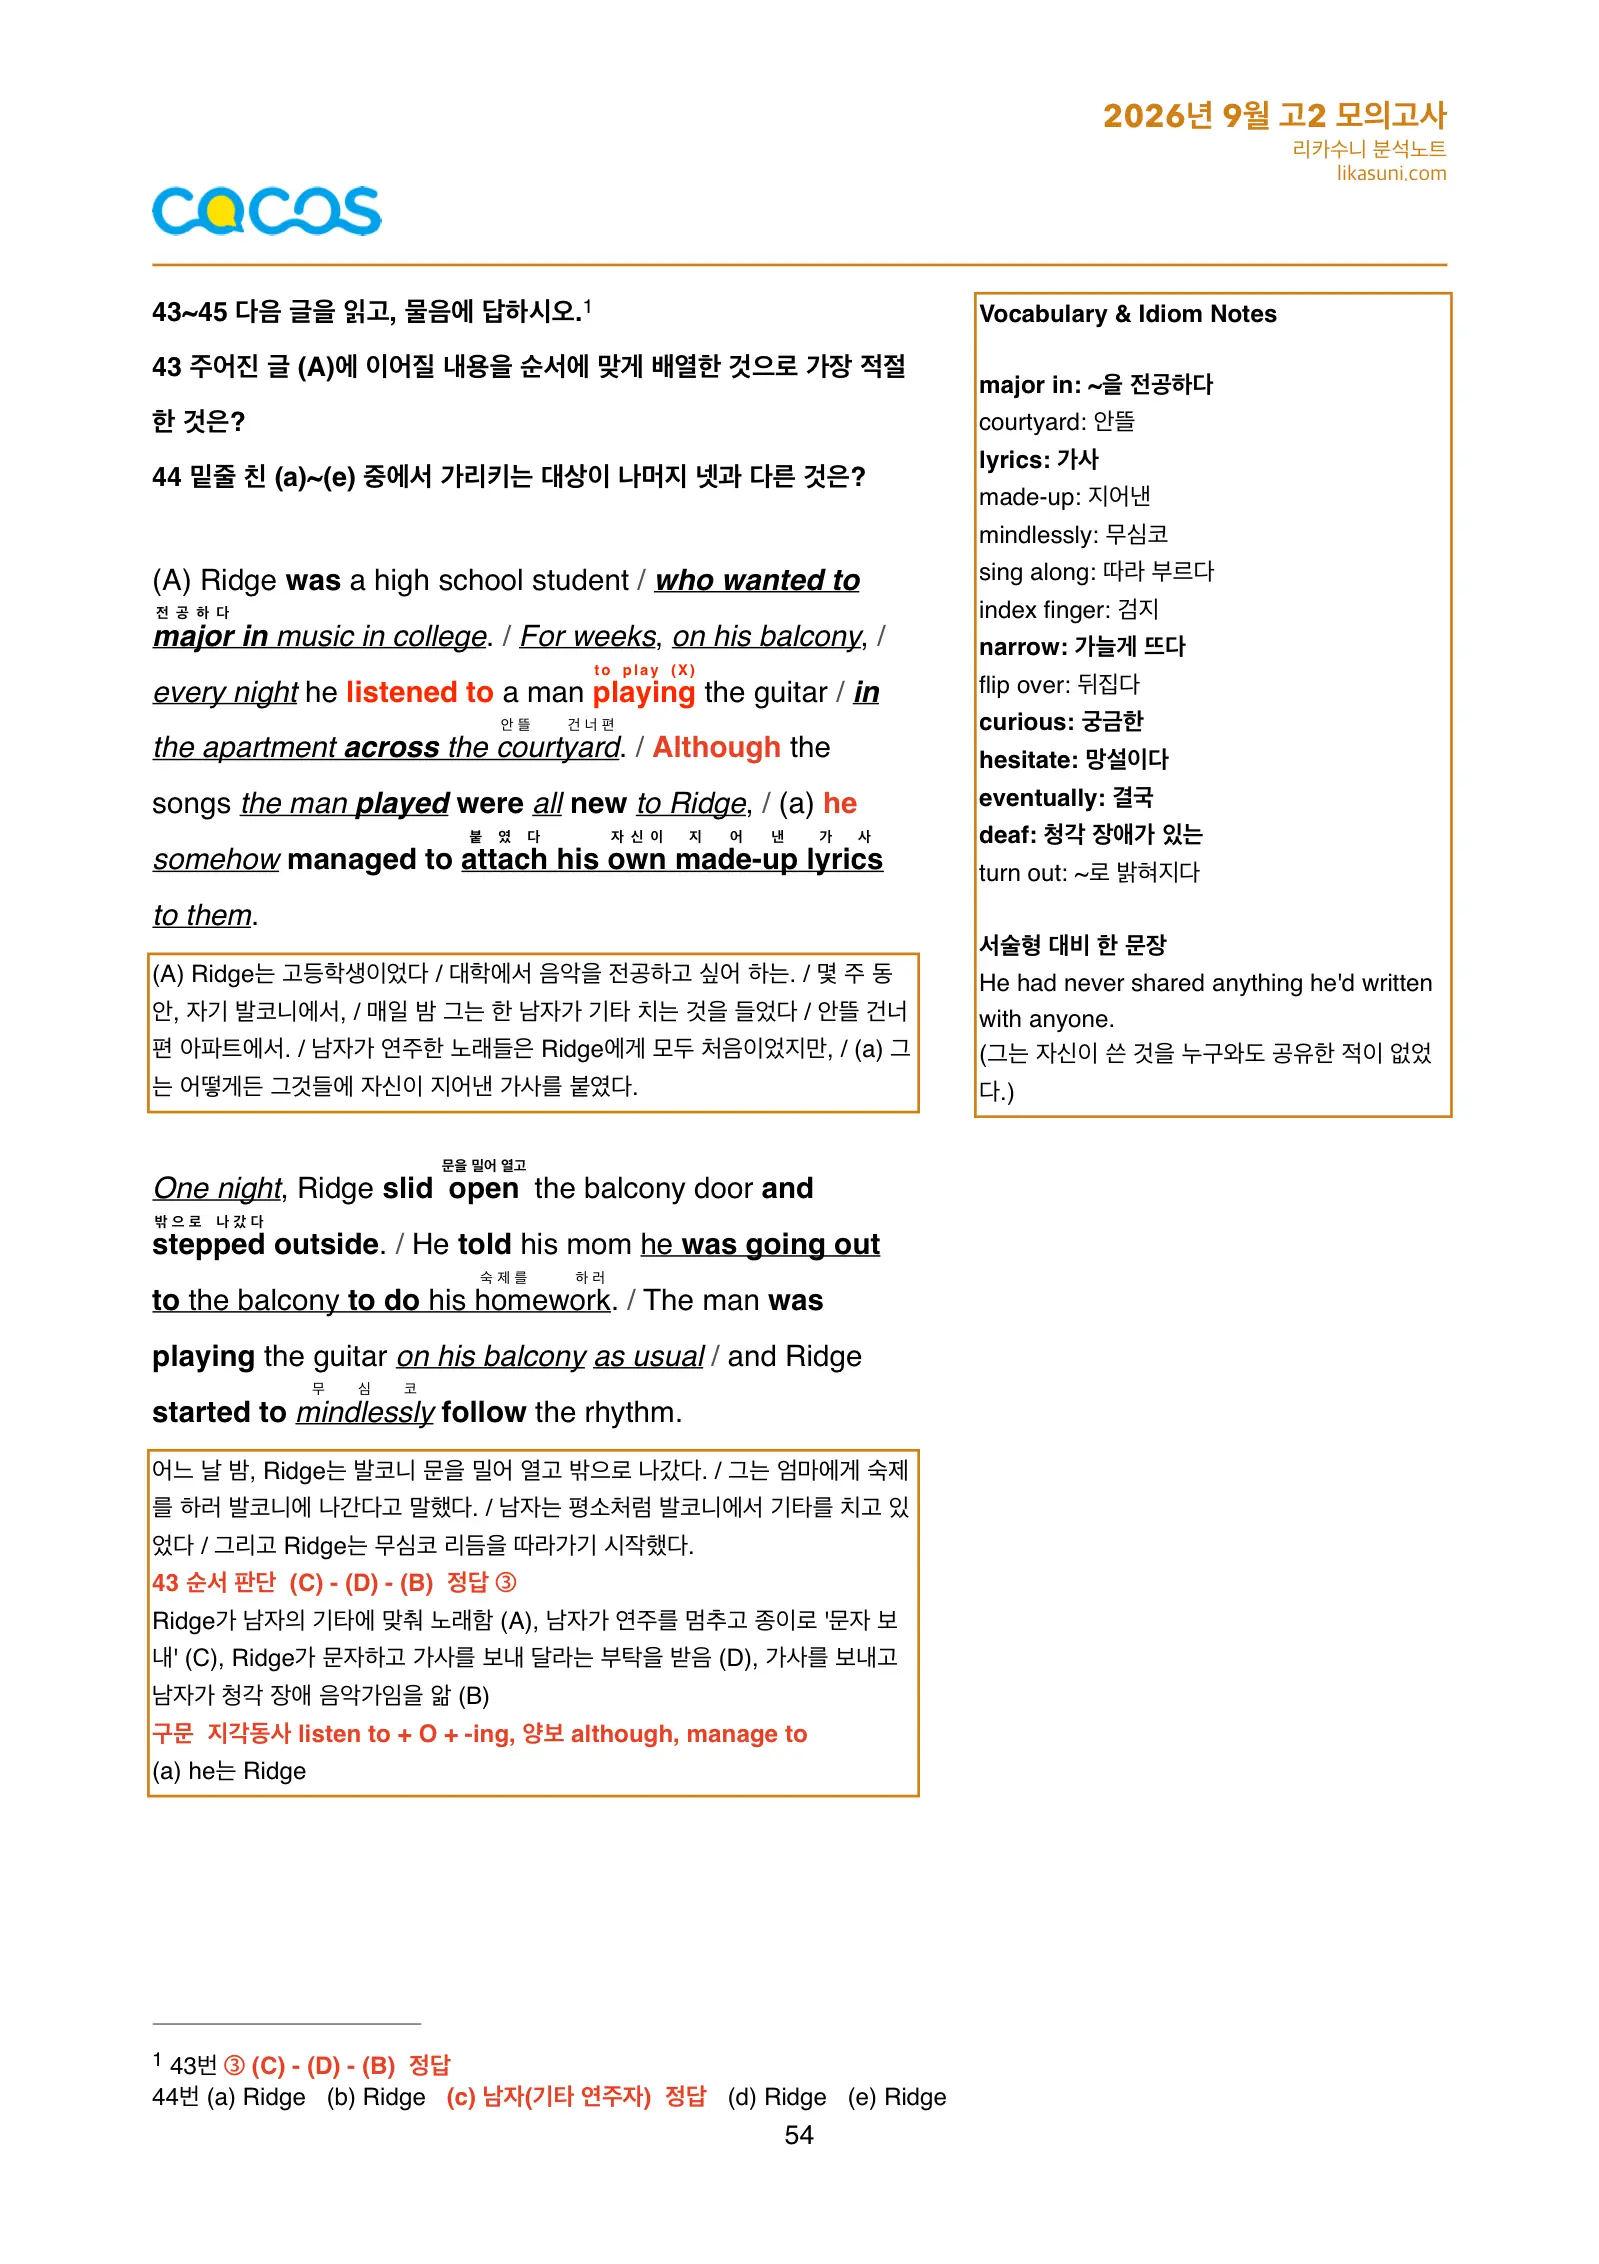 2026년 9월 고2 모의고사
리카수니 분석노트
likasuni.com
cacos
43~45 다음 글을 읽고, 물음에 답하시오.1
43 주어진 글 (A)에 이어질 내용을 순서에 맞게 배열한 것으로 가장 적절
한 것은?
44 밑줄 친 (a)~(e) 중에서 가리키는 대상이 나머지 넷과 다른 것은?
(A) Ridge was a high school student / who wanted to
전공하다
major in music in college. / For weeks, on his balcony, /
to play (X)
every night he listened to a man playing the guitar / in
안뜰 건너편
the apartment across the courtyard. / Although the
songs the man played were all new to Ridge, / (a) he
붙였다 자신이 지어낸 가사
somehow managed to attach his own made-up lyrics
to them.
(A) Ridge는 고등학생이었다 / 대학에서 음악을 전공하고 싶어 하는. / 몇 주 동
안, 자기 발코니에서, / 매일 밤 그는 한 남자가 기타 치는 것을 들었다 / 안뜰 건너
편 아파트에서. / 남자가 연주한 노래들은 Ridge에게 모두 처음이었지만, / (a) 그
는 어떻게든 그것들에 자신이 지어낸 가사를 붙였다.
문을 밀어 열고
One night, Ridge slid open the balcony door and
밖으로 나갔다
stepped outside. / He told his mom he was going out
숙제를 하러
to the balcony to do his homework. / The man was
playing the guitar on his balcony as usual / and Ridge
무심코
started to mindlessly follow the rhythm.
어느 날 밤, Ridge는 발코니 문을 밀어 열고 밖으로 나갔다. / 그는 엄마에게 숙제
를 하러 발코니에 나간다고 말했다. / 남자는 평소처럼 발코니에서 기타를 치고 있
었다 / 그리고 Ridge는 무심코 리듬을 따라가기 시작했다.
43 순서 판단 (C) - (D) - (B) 정답 ③
Ridge가 남자의 기타에 맞춰 노래함 (A), 남자가 연주를 멈추고 종이로 '문자 보
내' (C), Ridge가 문자하고 가사를 보내 달라는 부탁을 받음 (D), 가사를 보내고
남자가 청각 장애 음악가임을 앎 (B)
구문 지각동사 listen to + O + -ing, 양보 although, manage to
(a) he는 Ridge
Vocabulary & Idiom Notes
major in: ~을 전공하다
courtyard: 안뜰
lyrics: 가사
made-up: 지어낸
mindlessly: 무심코
sing along: 따라 부르다
index finger: 검지
narrow: 가늘게 뜨다
flip over: 뒤집다
curious: 궁금한
hesitate: 망설이다
eventually: 결국
deaf: 청각 장애가 있는
turn out: ~로 밝혀지다
서술형 대비 한 문장
He had never shared anything he'd written
with anyone.
(그는 자신이 쓴 것을 누구와도 공유한 적이 없었
다.)
1 43번 ③ (C) - (D) - (B) 정답
44번 (a) Ridge (b) Ridge (c) 남자(기타 연주자) 정답 (d) Ridge (e) Ridge
54